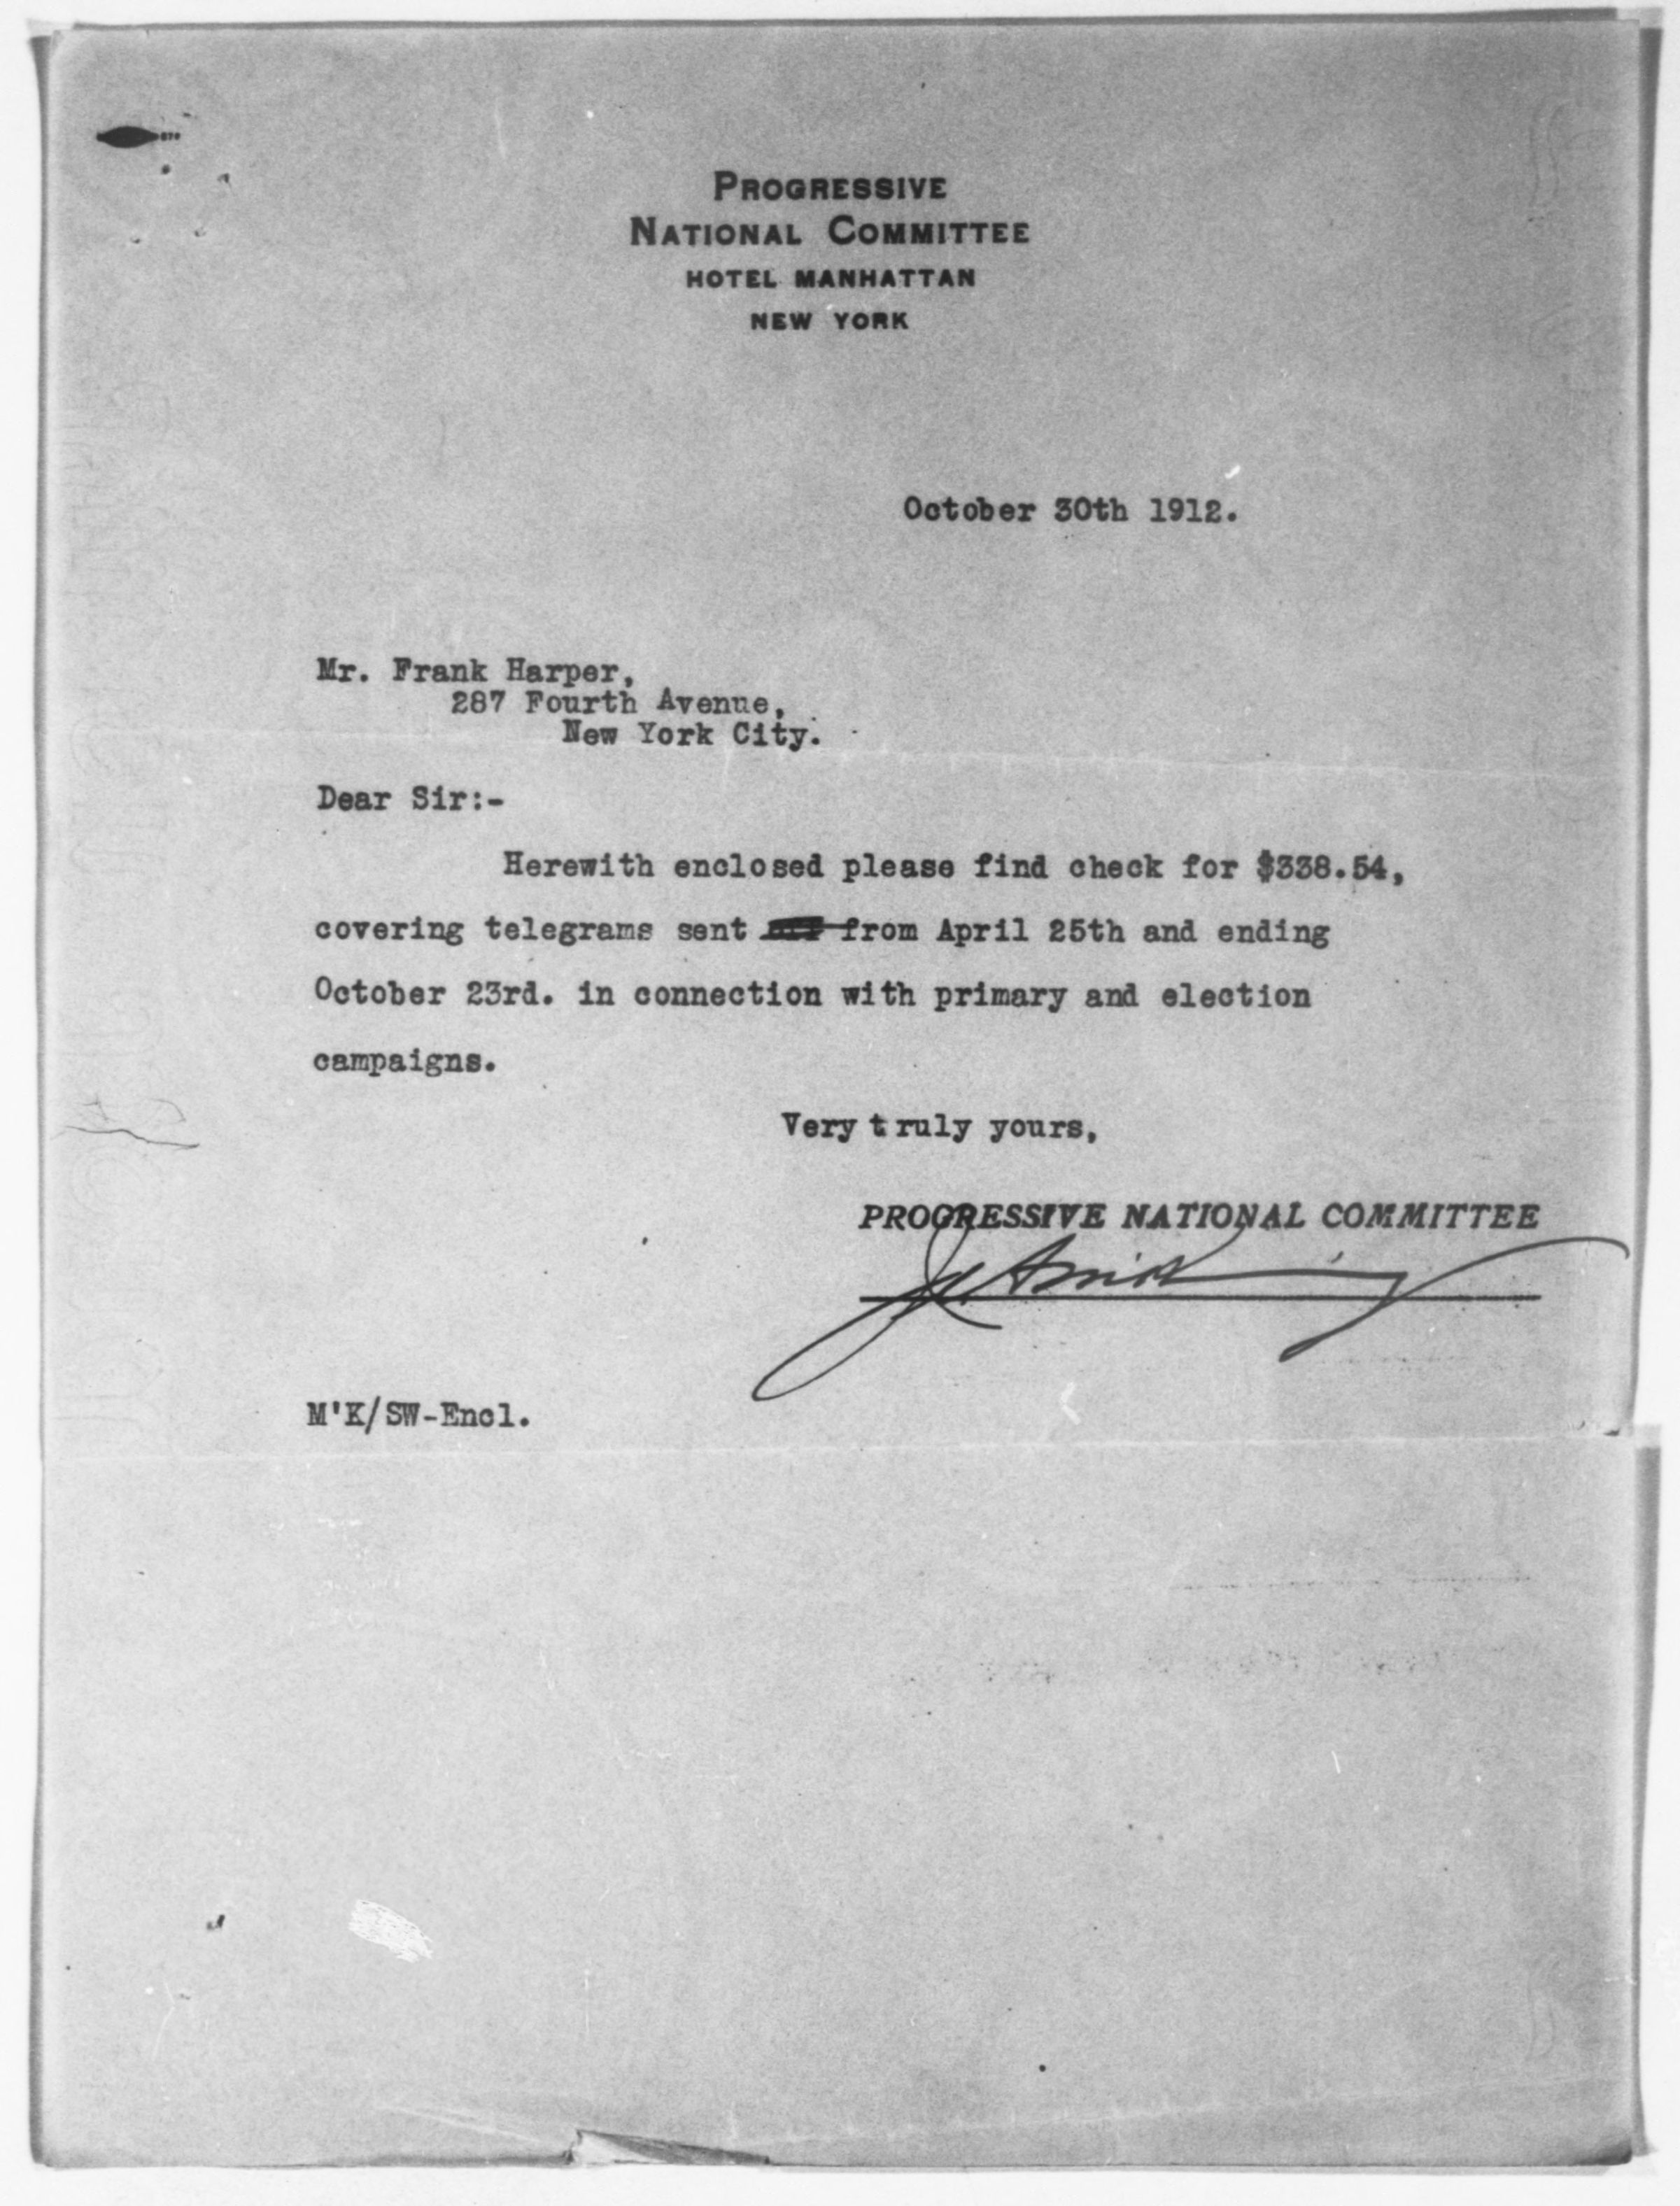 PROGRESSIVE
NATIONAL COMMITTEE
HOTEL MANHATTAN
NEW YORK
October 30th 1912.
Mr. Frank Harper,
287 Fourth Avenue,
New York City.
Dear Sir:-
Herewith enclosed please find check for $338.54,
covering telegrams sent from April 25th and ending
October 23rd. in connection with primary and election
campaigns.
Very truly yours,
PROGRESSIVE NATIONAL COMMITTEE
M'K/SW-Encl.